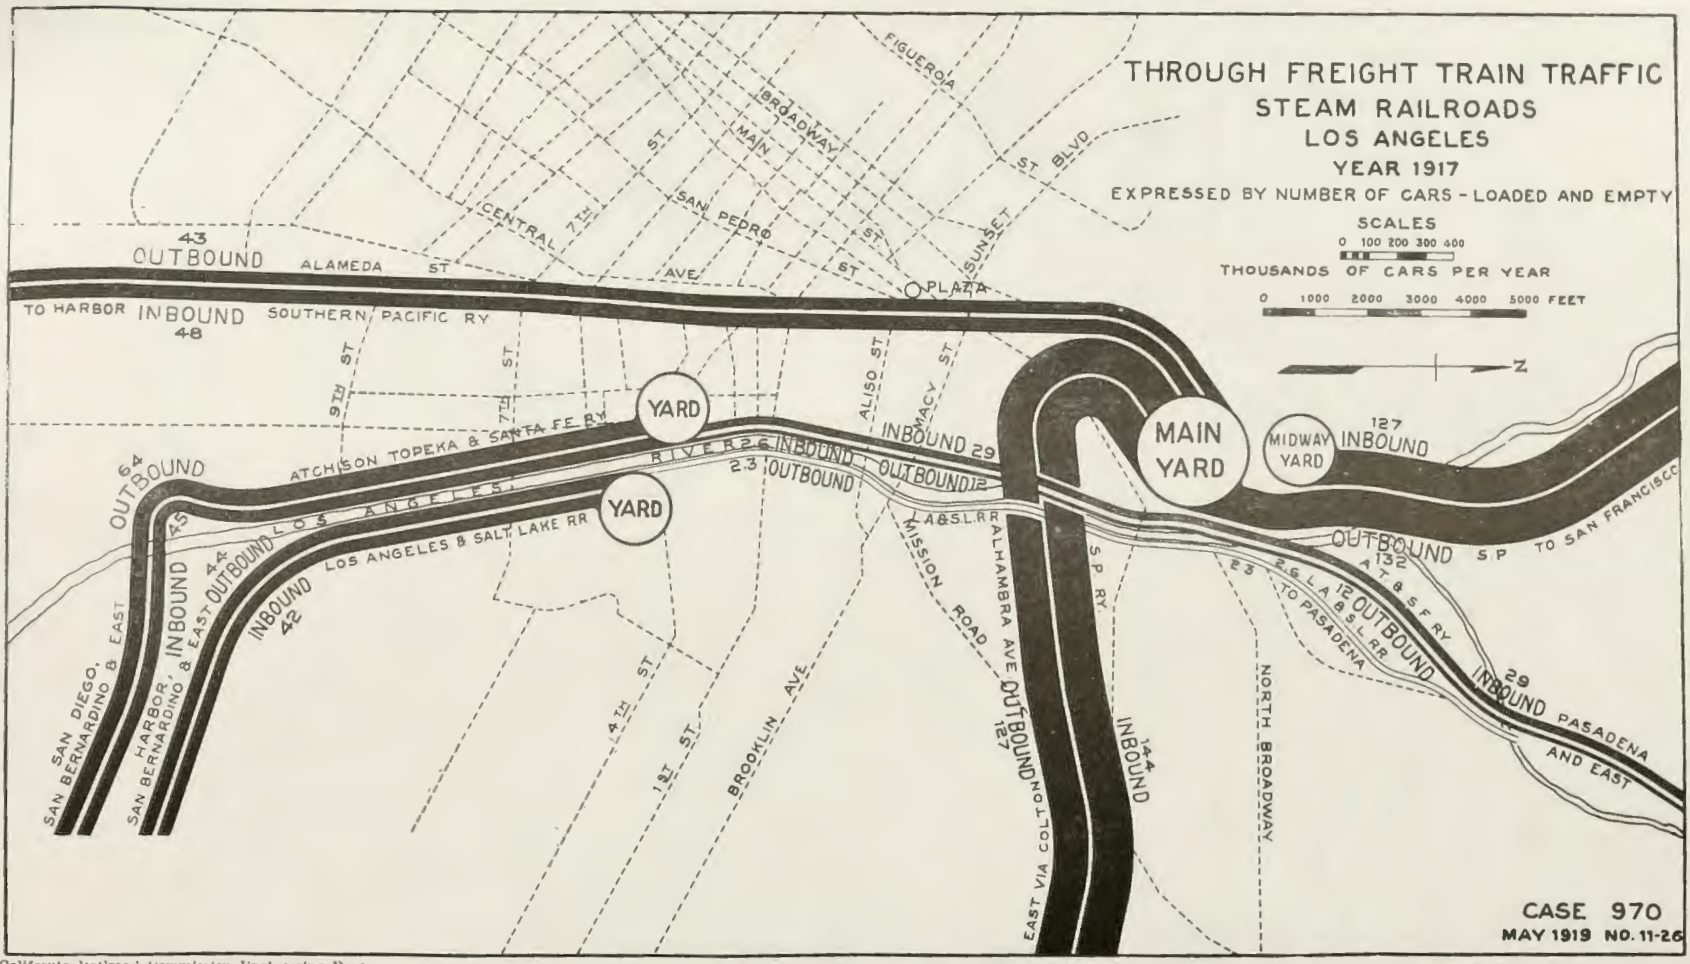 THROUGH FREIGHT TRAIN TRAFFIC
STEAM RAILROADS
LOS ANGELES
YEAR 1917
EXPRESSED BY NUMBER OF CARS - LOADED AND EMPTY
SCALES
0 100 200 300 400
THOUSANDS OF CARS PER YEAR
0 1000 2000 3000 4000 5000 FEET
N
FIGUEROA
ST
BROADWAY
MAIN
ST
SAN PEDRO
ST
CENTRAL
AVE
7TH
ST
SUNSET
BLVD
ST
PLAZA
43
OUTBOUND
ALAMEDA ST
TO HARBOR
INBOUND
48
SOUTHERN PACIFIC RY
9TH ST
7TH ST
ALISO ST
MACY ST
YARD
ATCHISON TOPEKA & SANTA FE RY
OUTBOUND 64
INBOUND 45
LOS ANGELES RIVER
2.6 INBOUND
2.3 OUTBOUND
INBOUND 29
OUTBOUND 12
YARD
LOS ANGELES & SALT LAKE RR
44 OUTBOUND
INBOUND 42
L A & S.L. R R
MAIN YARD
MIDWAY YARD
127
INBOUND
OUTBOUND
132
S.P. TO SAN FRANCISCO
SAN DIEGO,
SAN BERNARDINO & EAST
HARBOR,
SAN BERNARDINO & EAST
4TH ST
1ST ST
BROOKLIN AVE
MISSION ROAD
ALHAMBRA AVE
OUTBOUND
127
EAST VIA COLTON
S.P. RY.
144
INBOUND
NORTH BROADWAY
2.3
2.6 L.A. & S.L. RR
TO PASADENA
12 OUTBOUND
A.T. & S.F. RY
29
INBOUND
PASADENA
AND EAST
CASE 970
MAY 1919 NO. 11-26